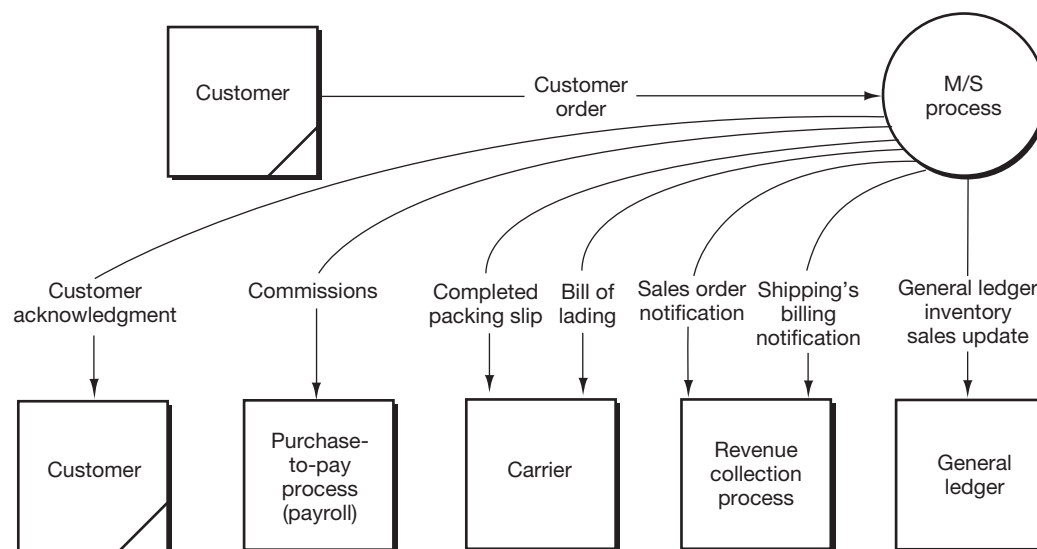 Customer
Customer
order
M/S
process
Customer
acknowledgment
Commissions
Completed
packing slip
Bill of
lading
Sales order
notification
Shipping's
billing
notification
General ledger
inventory
sales update
Customer
Purchase-
to-pay
process
(payroll)
Carrier
Revenue
collection
process
General
ledger